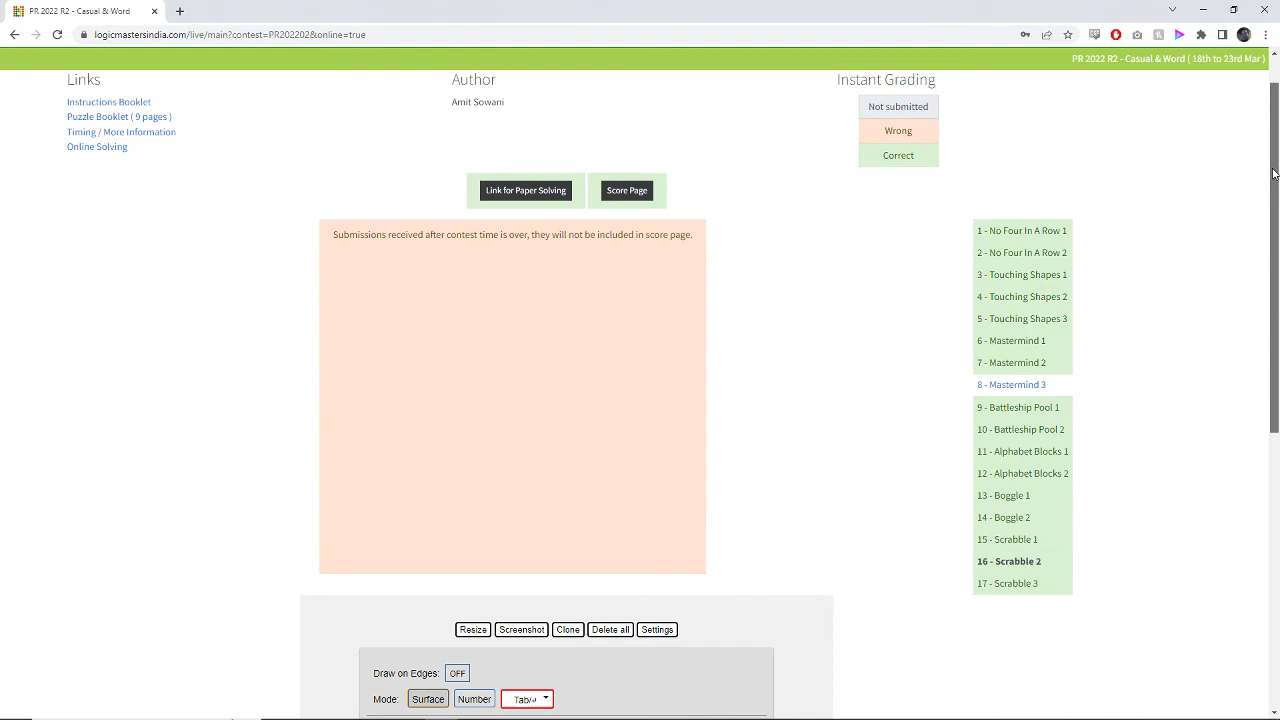 PR 2022 R2 - Casual & Word
logicmastersindia.com/live/main?contest=PR202202&online=true
PR 2022 R2 - Casual & Word ( 18th to 23rd Mar )
Links
Instructions Booklet
Puzzle Booklet ( 9 pages )
Timing / More Information
Online Solving
Author
Amit Sowani
Instant Grading
Not submitted
Wrong
Correct
Link for Paper Solving Score Page
Submissions received after contest time is over, they will not be included in score page.
1 - No Four In A Row 1
2 - No Four In A Row 2
3 - Touching Shapes 1
4 - Touching Shapes 2
5 - Touching Shapes 3
6 - Mastermind 1
7 - Mastermind 2
8 - Mastermind 3
9 - Battleship Pool 1
10 - Battleship Pool 2
11 - Alphabet Blocks 1
12 - Alphabet Blocks 2
13 - Boggle 1
14 - Boggle 2
15 - Scrabble 1
16 - Scrabble 2
17 - Scrabble 3
Resize Screenshot Clone Delete all Settings
Draw on Edges: OFF
Mode: Surface Number Tab/↲